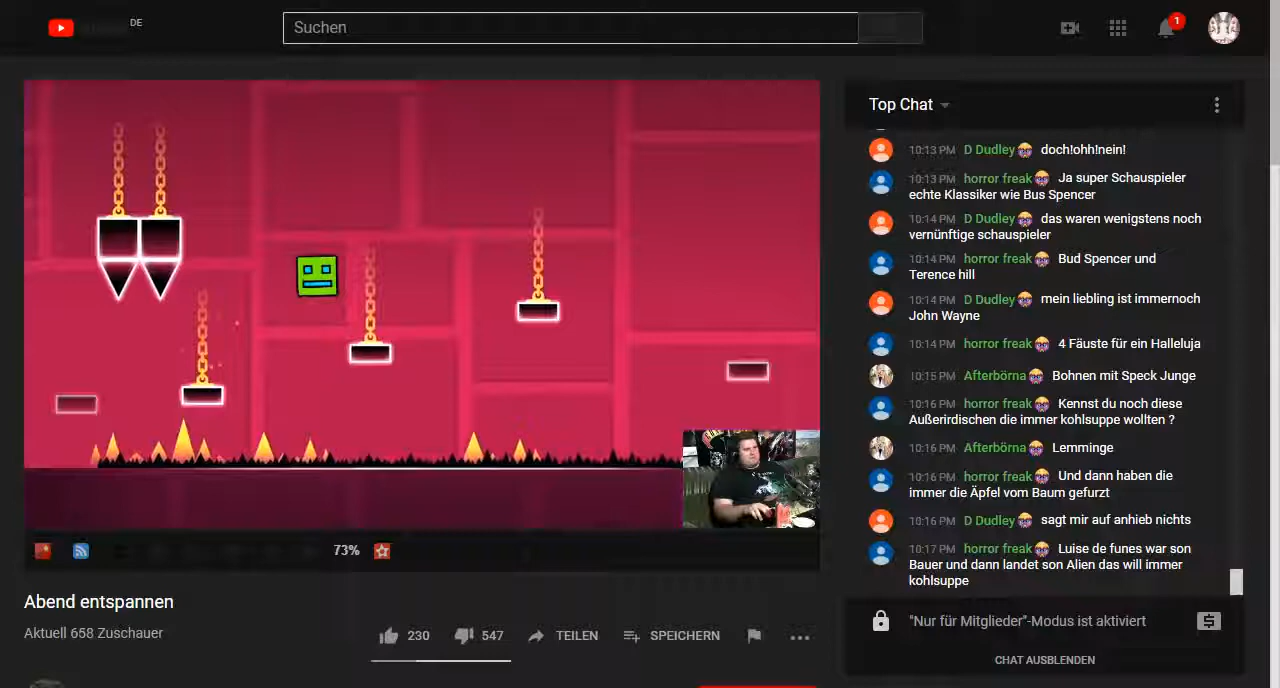 DE
Suchen
1
Top Chat
10:13 PM D Dudley doch!ohh!nein!
10:13 PM horror freak Ja super Schauspieler
echte Klassiker wie Bus Spencer
10:14 PM D Dudley das waren wenigstens noch
vernünftige schauspieler
10:14 PM horror freak Bud Spencer und
Terence hill
10:14 PM D Dudley mein liebling ist immernoch
John Wayne
10:14 PM horror freak 4 Fäuste für ein Halleluja
10:15 PM Afterbörna Bohnen mit Speck Junge
10:16 PM horror freak Kennst du noch diese
Außerirdischen die immer kohlsuppe wollten ?
10:16 PM Afterbörna Lemminge
10:16 PM horror freak Und dann haben die
immer die Äpfel vom Baum gefurzt
10:16 PM D Dudley sagt mir auf anhieb nichts
10:17 PM horror freak Luise de funes war son
Bauer und dann landet son Alien das will immer
kohlsuppe
"Nur für Mitglieder"-Modus ist aktiviert
CHAT AUSBLENDEN
73%
Abend entspannen
Aktuell 658 Zuschauer
230
547
TEILEN
SPEICHERN